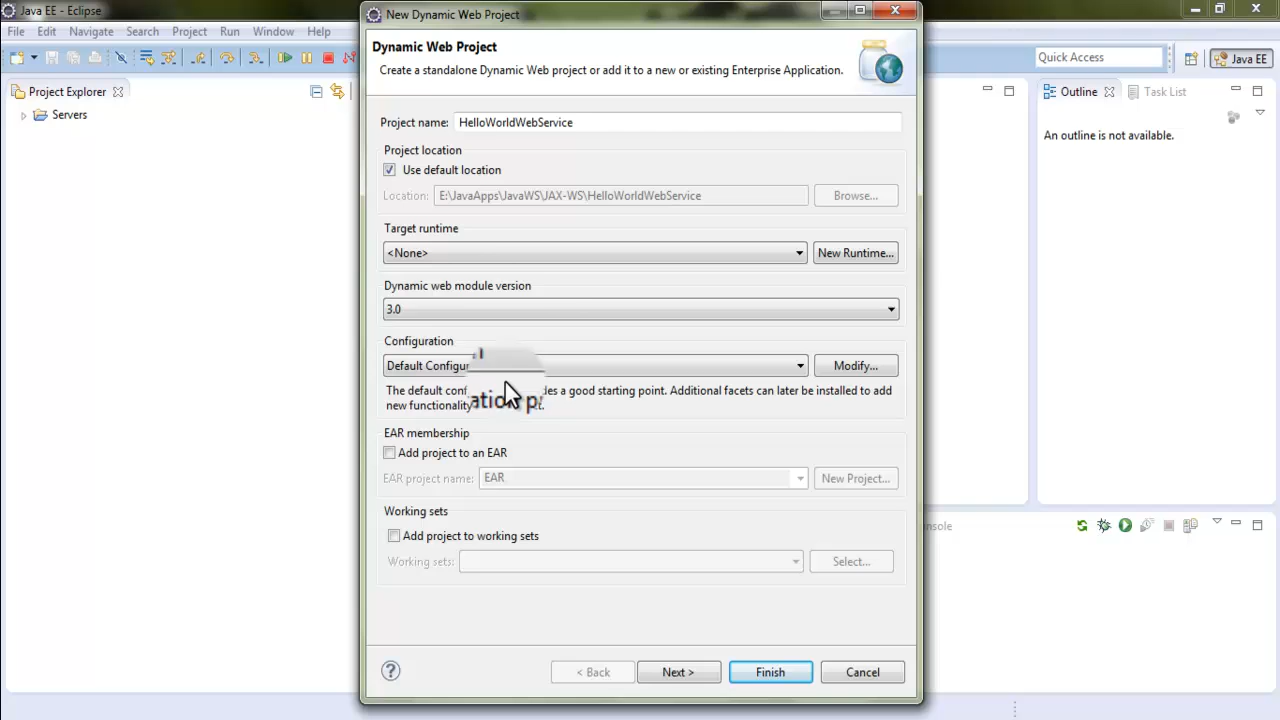 Java EE - Eclipse
New Dynamic Web Project
File Edit Navigate Search Project Run Window Help
Dynamic Web Project
Create a standalone Dynamic Web project or add it to a new or existing Enterprise Application.
Quick Access
Java EE
Project Explorer
Outline
Task List
Servers
An outline is not available.
Project name: HelloWorldWebService
Project location
Use default location
Location: E:\JavaApps\JavaWS\JAX-WS\HelloWorldWebService Browse...
Target runtime
<None> New Runtime...
Dynamic web module version
3.0
Configuration
Default Modify...
The default a good starting point. Additional facets can later be installed to add
new functionality
EAR membership
Add project to an EAR
EAR project name: EAR New Project...
Working sets
Add project to working sets
Working sets: Select...
< Back Next > Finish Cancel